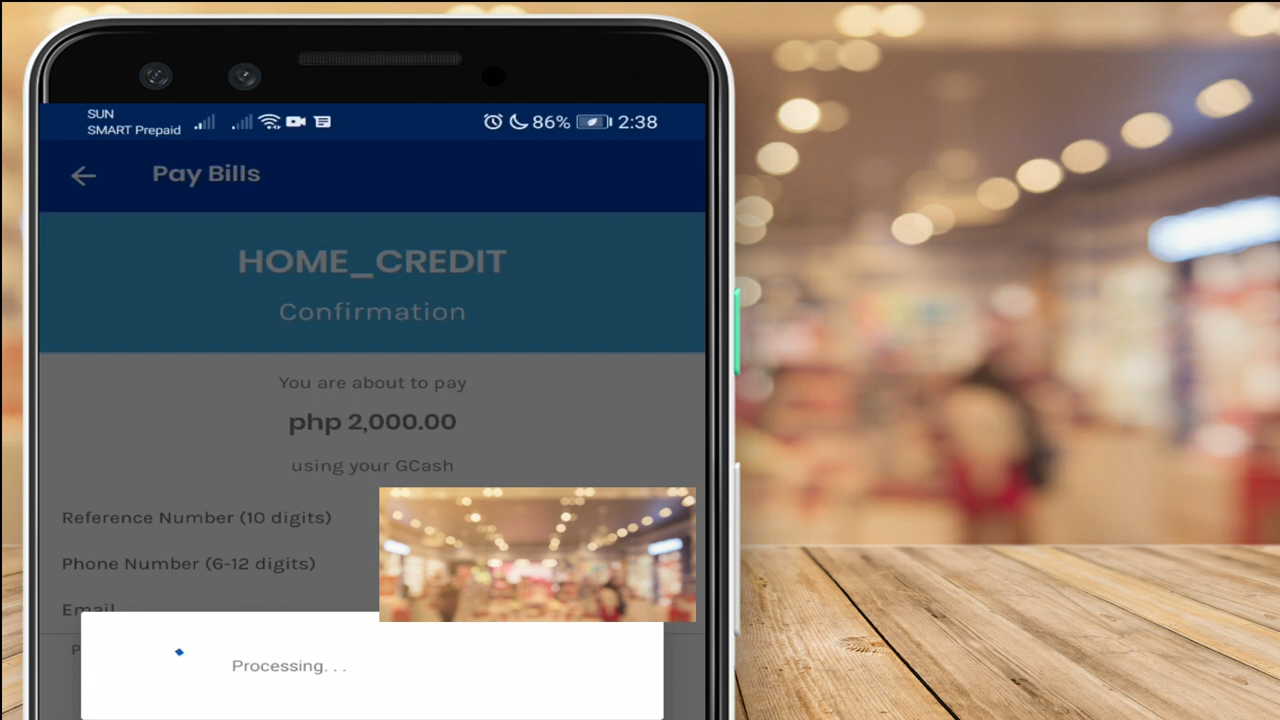 SUN
SMART Prepaid
86% 2:38
Pay Bills
HOME_CREDIT
Confirmation
You are about to pay
php 2,000.00
using your GCash
Reference Number (10 digits)
Phone Number (6-12 digits)
Email
P
Processing. . .